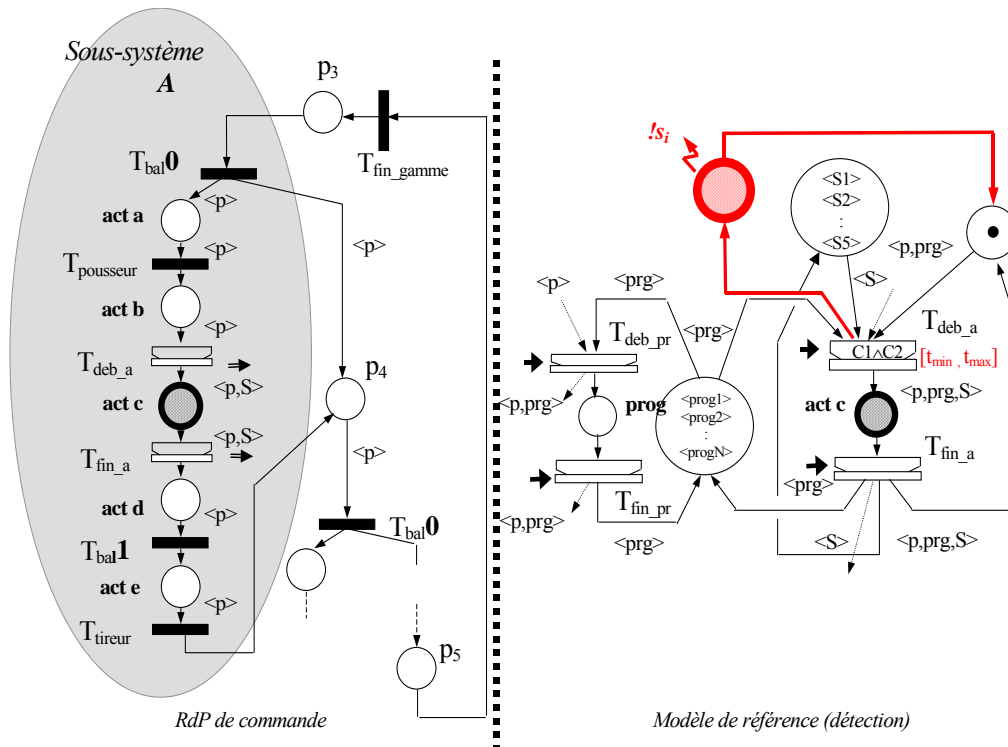 Sous-système
A
p3
Tbal0
Tfin_gamme
act a
<p>
<p>
Tpousseur
<p>
act b
<p>
Tdeb_a
<p,S>
p4
act c
<p,S>
<p>
Tfin_a
act d
<p>
Tbal1
Tbal0
act e
<p>
Ttireur
p5
RdP de commande
!si
<S1>
<S2>
:
<S5>
<p,prg>
<p>
<prg>
<S>
Tdeb_pr
<prg>
Tdeb_a
C1∧C2
[tmin , tmax]
<p,prg>
prog
<prog1>
<prog2>
:
<progN>
act c
<p,prg,S>
Tfin_a
<prg>
<p,prg>
Tfin_pr
<prg>
<S>
<p,prg,S>
Modèle de référence (détection)